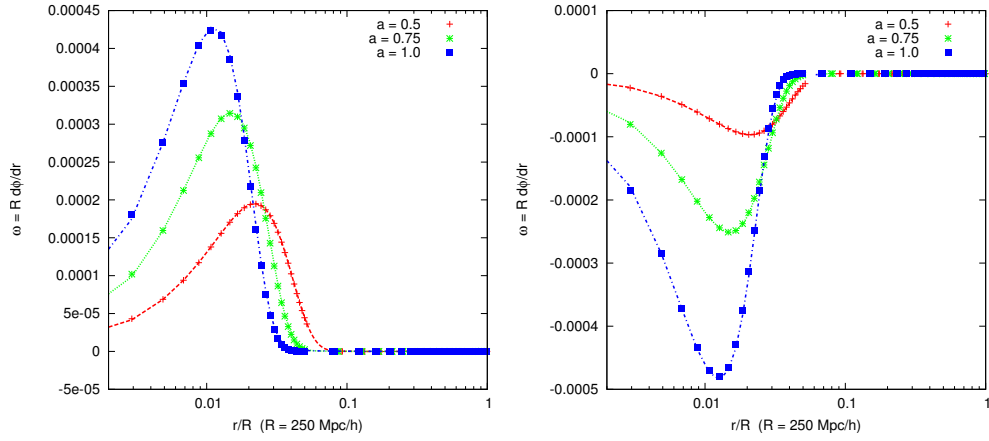 0.00045
0.0004
0.00035
0.0003
0.00025
0.0002
0.00015
0.0001
5e-05
0
-5e-05
ω = R dϕ/dr
a = 0.5
a = 0.75
a = 1.0
0.01
0.1
1
r/R (R = 250 Mpc/h)
0.0001
0
-0.0001
-0.0002
-0.0003
-0.0004
-0.0005
ω = R dϕ/dr
a = 0.5
a = 0.75
a = 1.0
0.01
0.1
1
r/R (R = 250 Mpc/h)